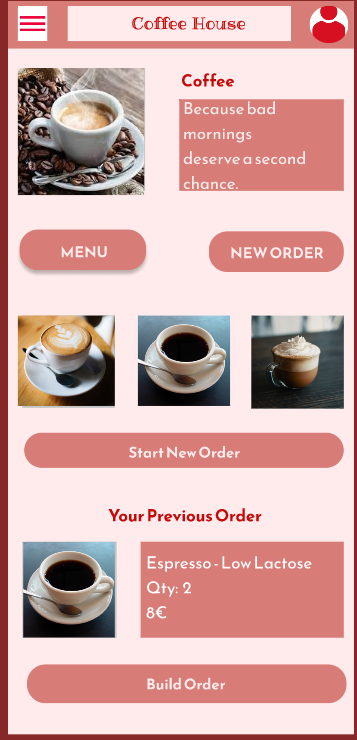 Coffee House
Coffee
Because bad
mornings
deserve a second
chance.
MENU
NEW ORDER
Start New Order
Your Previous Order
Espresso - Low Lactose
Qty: 2
8€
Build Order